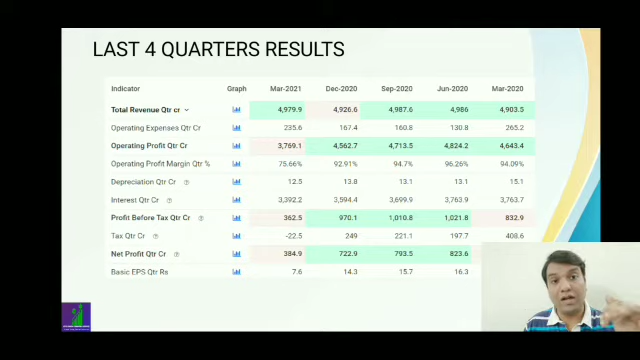 LAST 4 QUARTERS RESULTS
Indicator Graph Mar-2021 Dec-2020 Sep-2020 Jun-2020 Mar-2020
Total Revenue Qtr cr 4,979.9 4,926.6 4,987.6 4,986 4,903.5
Operating Expenses Qtr Cr 235.6 167.4 160.8 130.8 265.2
Operating Profit Qtr Cr 3,769.1 4,562.7 4,713.5 4,824.2 4,643.4
Operating Profit Margin Qtr % 75.66% 92.91% 94.7% 96.26% 94.09%
Depreciation Qtr Cr 12.5 13.8 13.1 13.1 15.1
Interest Qtr Cr 3,392.2 3,594.4 3,699.9 3,763.9 3,763.7
Profit Before Tax Qtr Cr 362.5 970.1 1,010.8 1,021.8 832.9
Tax Qtr Cr -22.5 249 221.1 197.7 408.6
Net Profit Qtr Cr 384.9 722.9 793.5 823.6
Basic EPS Qtr Rs 7.6 14.3 15.7 16.3